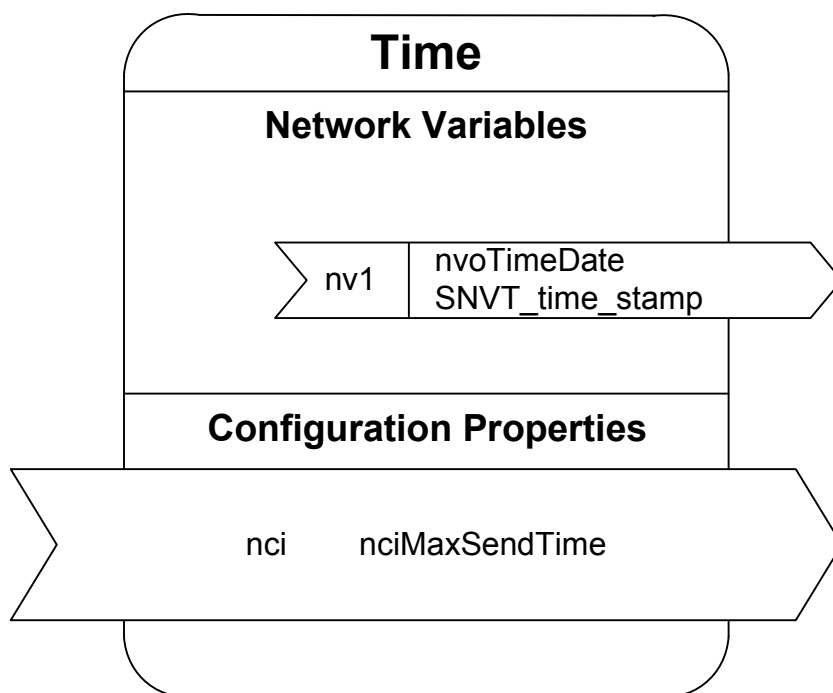 Time
Network Variables
nv1
nvoTimeDate
SNVT_time_stamp
Configuration Properties
nci nciMaxSendTime